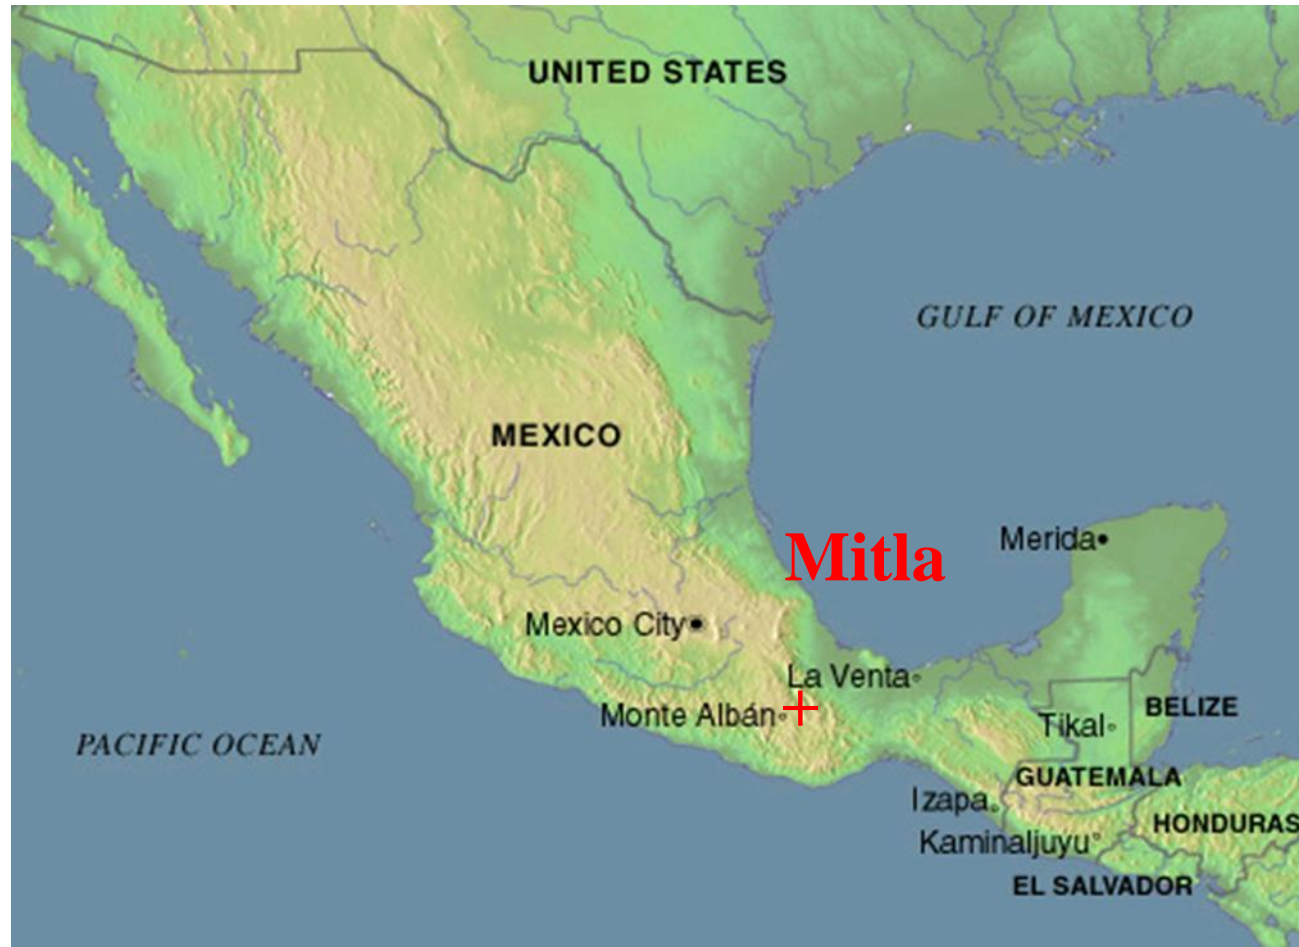 UNITED STATES
GULF OF MEXICO
MEXICO
Mitla
Merida
Mexico City
La Venta
Monte Albán
Tikal
BELIZE
PACIFIC OCEAN
GUATEMALA
Izapa
HONDURAS
Kaminaljuyu
EL SALVADOR